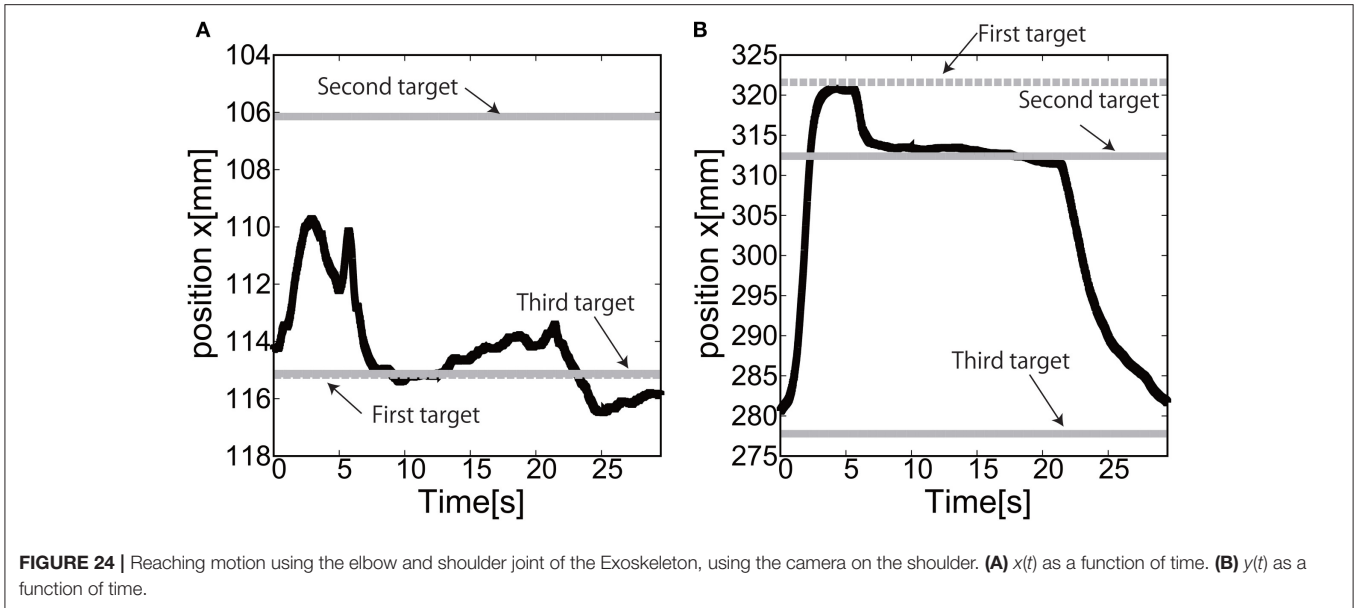 A
104
106
108
110
112
114
116
118
position x[mm]
Second target
Third target
First target
0 5 10 15 20 25
Time[s]
B
325
320
315
310
305
300
295
290
285
280
275
position x[mm]
First target
Second target
Third target
0 5 10 15 20 25
Time[s]
FIGURE 24 | Reaching motion using the elbow and shoulder joint of the Exoskeleton, using the camera on the shoulder. (A) x(t) as a function of time. (B) y(t) as a
function of time.